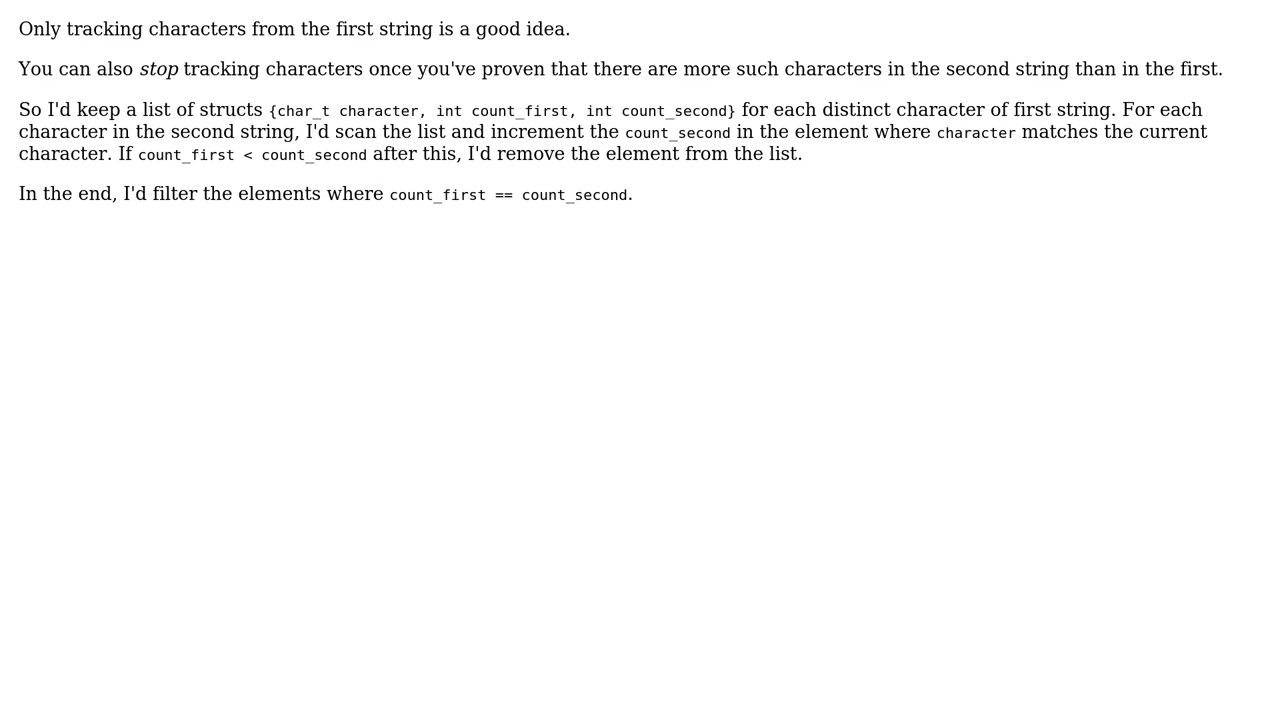 Only tracking characters from the first string is a good idea.
You can also stop tracking characters once you've proven that there are more such characters in the second string than in the first.
So I'd keep a list of structs {char_t character, int count_first, int count_second} for each distinct character of first string. For each
character in the second string, I'd scan the list and increment the count_second in the element where character matches the current
character. If count_first < count_second after this, I'd remove the element from the list.
In the end, I'd filter the elements where count_first == count_second.